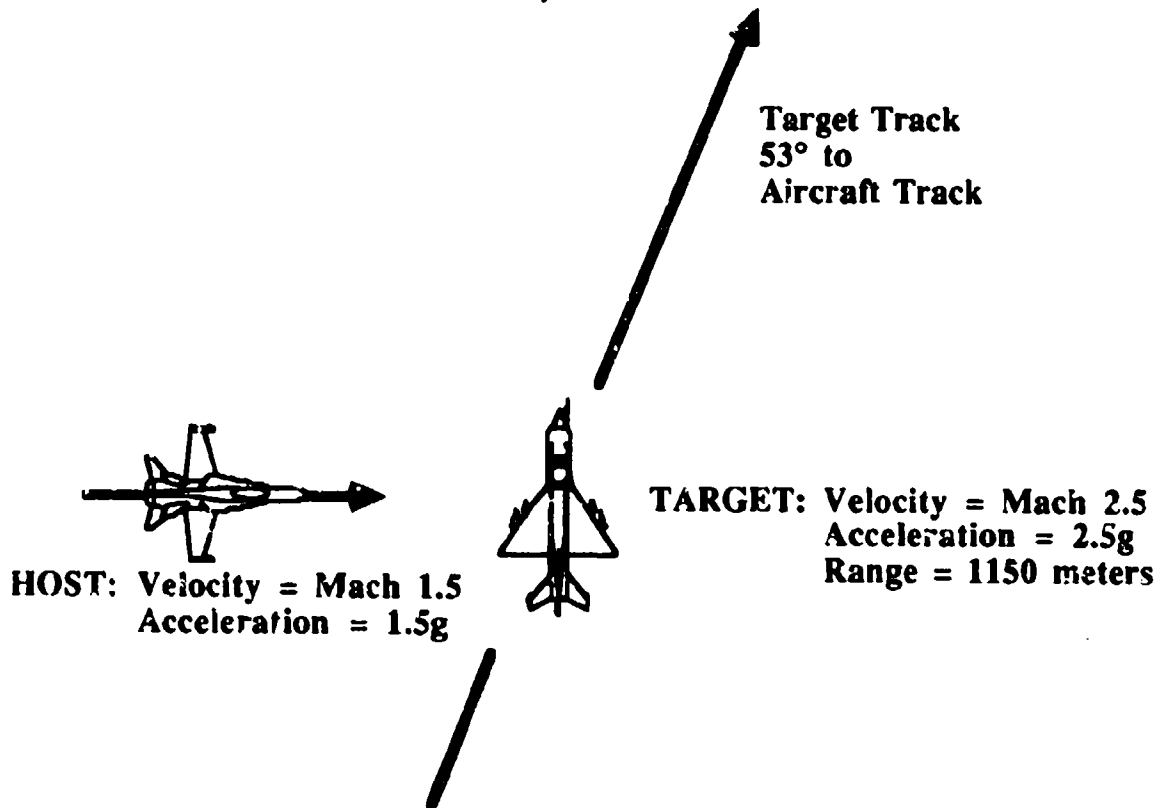 Target Track
53° to
Aircraft Track
TARGET: Velocity = Mach 2.5
Acceleration = 2.5g
Range = 1150 meters
HOST: Velocity = Mach 1.5
Acceleration = 1.5g